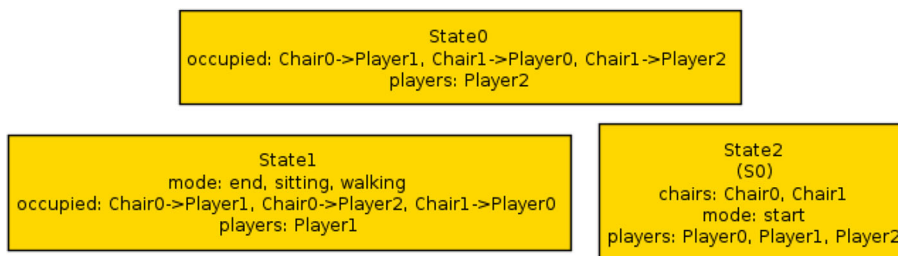 State0
occupied: Chair0->Player1, Chair1->Player0, Chair1->Player2
players: Player2
State1
mode: end, sitting, walking
occupied: Chair0->Player1, Chair0->Player2, Chair1->Player0
players: Player1
State2
(S0)
chairs: Chair0, Chair1
mode: start
players: Player0, Player1, Player2